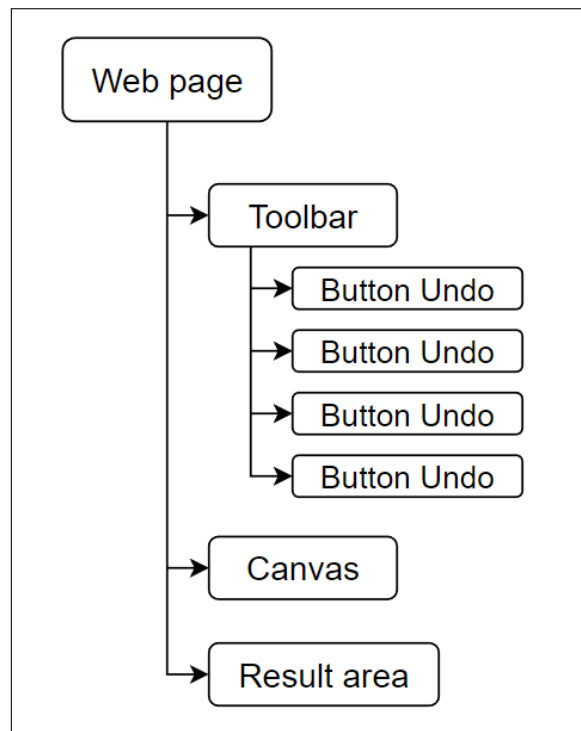 Web page
Toolbar
Button Undo
Button Undo
Button Undo
Button Undo
Canvas
Result area